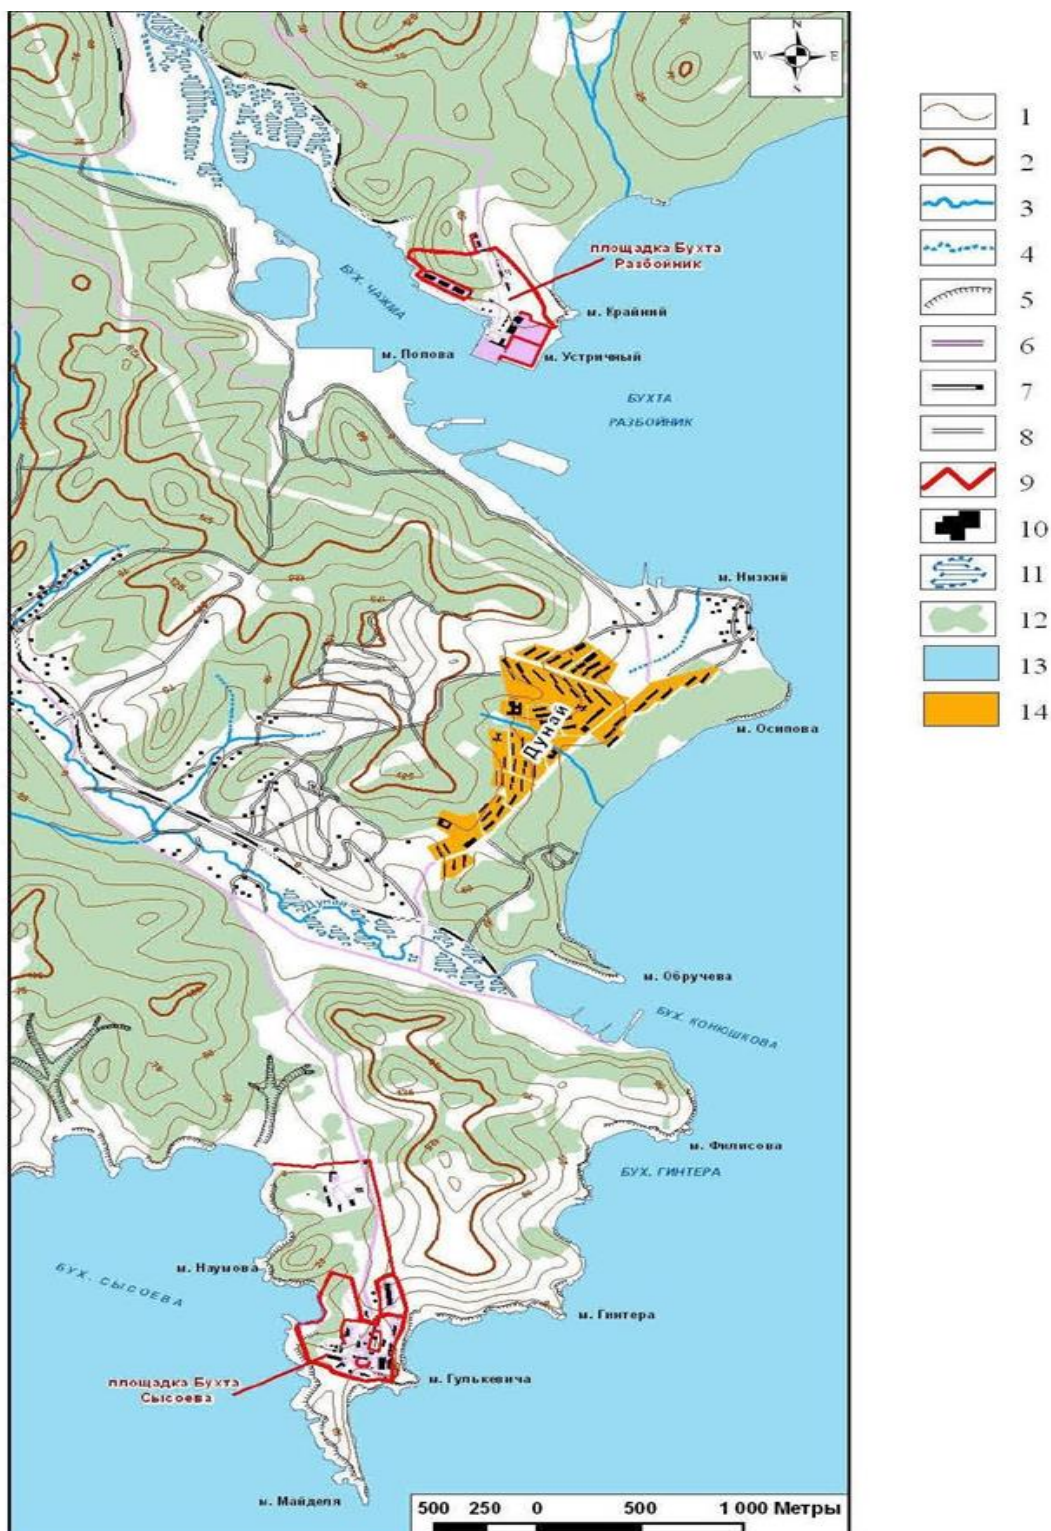 N
W E
S
площадка Бухта
Разбойник
БУХ. ЧАЖМА
м. Крайний
м. Попова
м. Устричный
БУХТА
РАЗБОЙНИК
м. Низкий
Дунай
м. Осипова
Дунай
м. Обручева
БУХ. КОНЮШКОВА
м. Филисова
БУХ. ГИНТЕРА
м. Наумова
БУХ. СЫСОЕВА
м. Гинтера
площадка Бухта
Сысоева
м. Гулькевича
м. Майделя
500 250 0 500 1 000 Метры
1
2
3
4
5
6
7
8
9
10
11
12
13
14